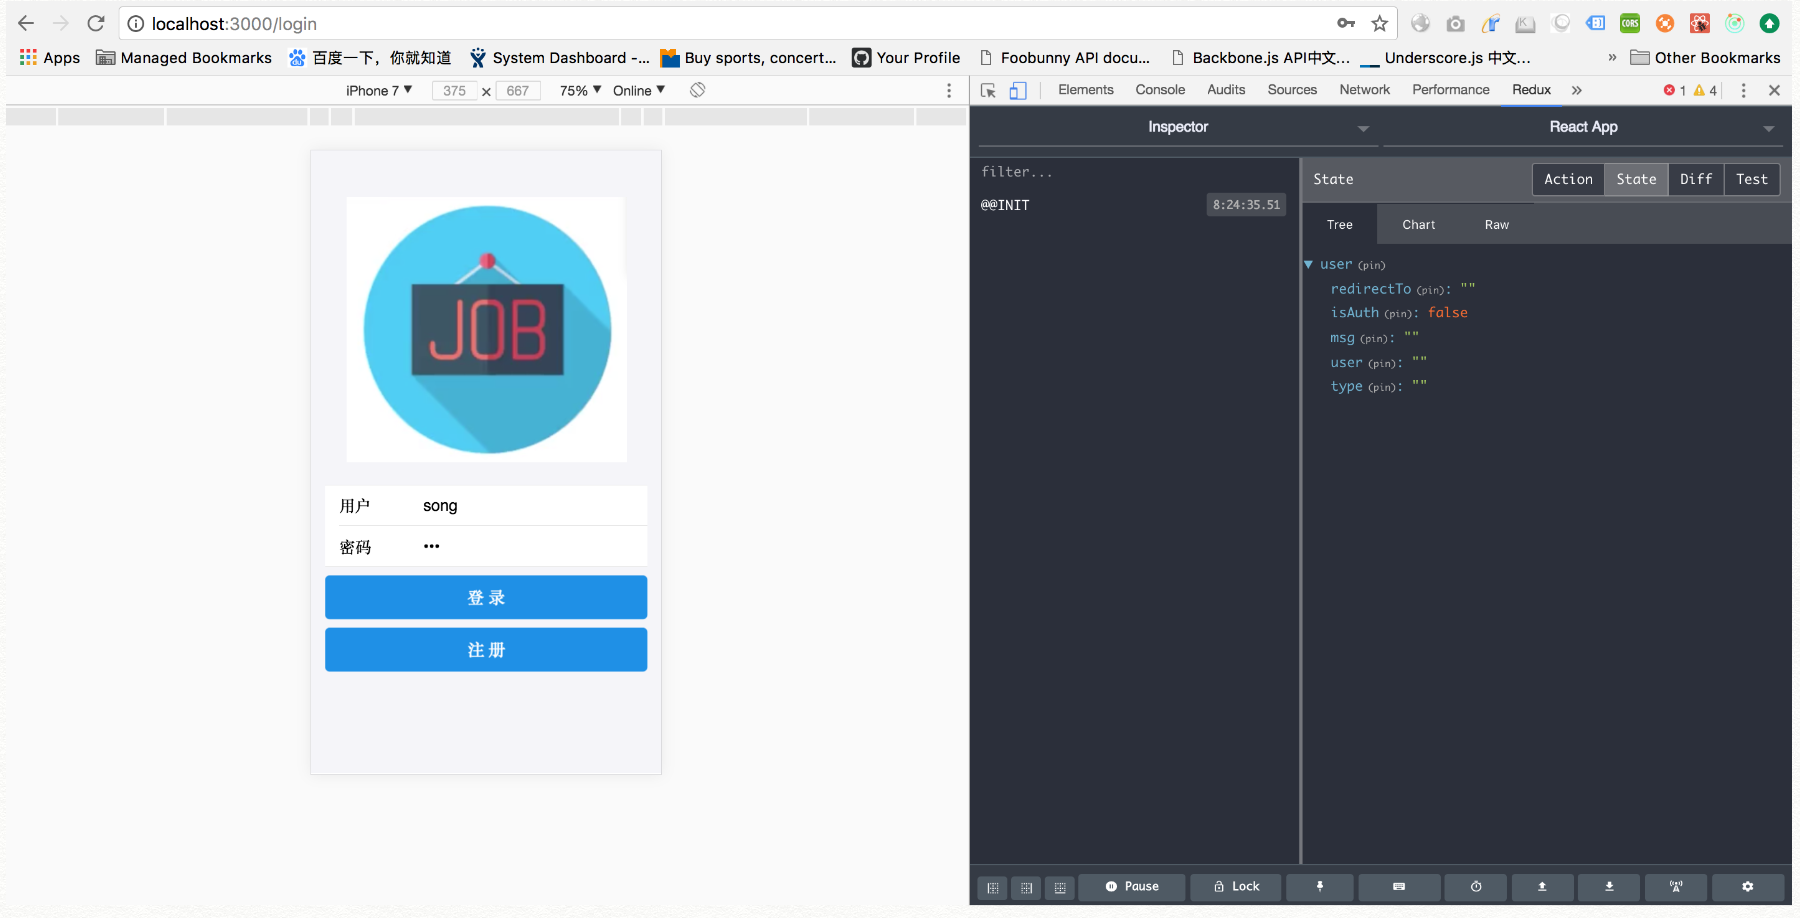 localhost:3000/login
Apps Managed Bookmarks 百度一下，你就知道 System Dashboard -... Buy sports, concert... Your Profile Foobunny API docu... Backbone.js API中文... Underscore.js 中文... » Other Bookmarks
iPhone 7 ▼ 375 × 667 75% ▼ Online ▼
Elements Console Audits Sources Network Performance Redux » 1 4
Inspector React App
filter...
@@INIT 8:24:35.51
State Action State Diff Test
Tree Chart Raw
▼ user (pin)
redirectTo (pin): ""
isAuth (pin): false
msg (pin): ""
user (pin): ""
type (pin): ""
JOB
用户 song
密码 •••
登 录
注 册
Pause Lock